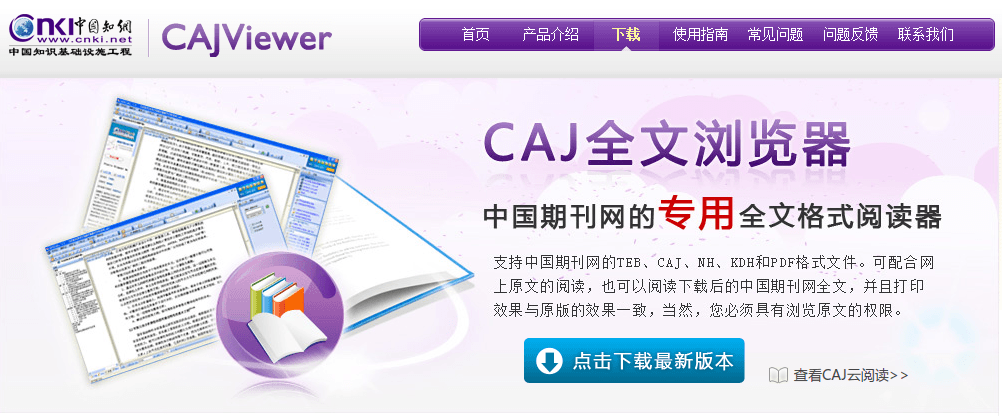 Cnki中国知网
www.cnki.net
中国知识基础设施工程
CAJViewer
首页 产品介绍 下载 使用指南 常见问题 问题反馈 联系我们
CAJ全文浏览器
中国期刊网的专用全文格式阅读器
支持中国期刊网的TEB、CAJ、NH、KDH和PDF格式文件。可配合网
上原文的阅读，也可以阅读下载后的中国期刊网全文，并且打印
效果与原版的效果一致，当然，您必须具有浏览原文的权限。
点击下载最新版本
查看CAJ云阅读>>